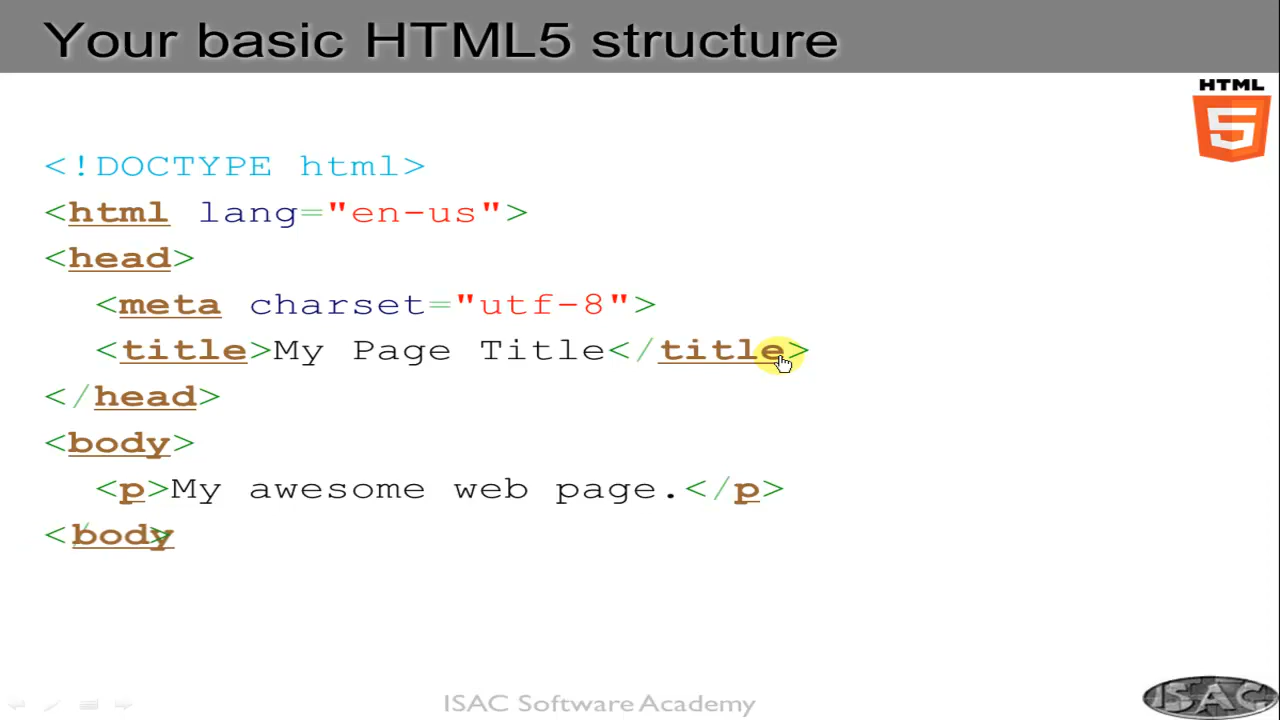 Your basic HTML5 structure
HTML
5
<!DOCTYPE html>
<html lang="en-us">
<head>
<meta charset="utf-8">
<title>My Page Title</title>
</head>
<body>
<p>My awesome web page.</p>
</body>
ISAC Software Academy
ISAC